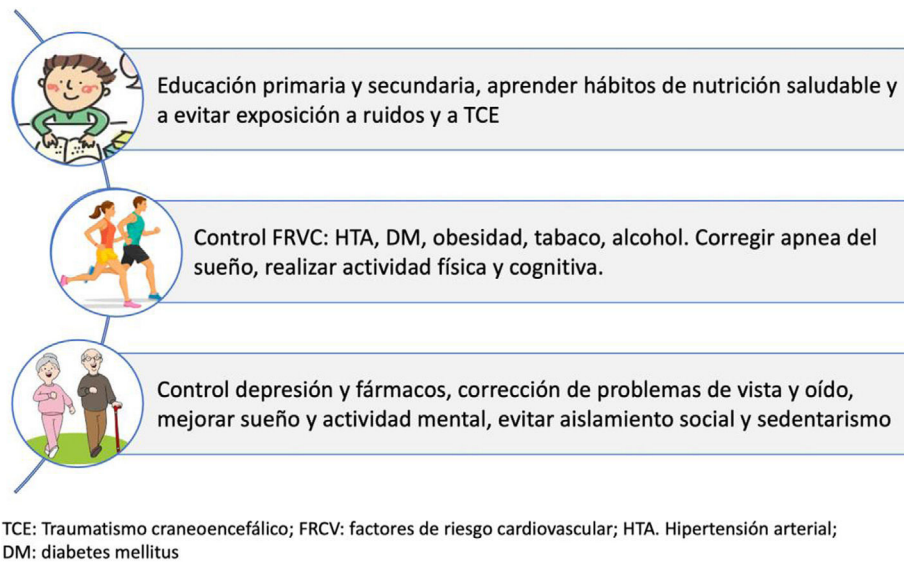 Educación primaria y secundaria, aprender hábitos de nutrición saludable y
a evitar exposición a ruidos y a TCE
Control FRVC: HTA, DM, obesidad, tabaco, alcohol. Corregir apnea del
sueño, realizar actividad física y cognitiva.
Control depresión y fármacos, corrección de problemas de vista y oído,
mejorar sueño y actividad mental, evitar aislamiento social y sedentarismo
TCE: Traumatismo craneoencefálico; FRCV: factores de riesgo cardiovascular; HTA. Hipertensión arterial;
DM: diabetes mellitus